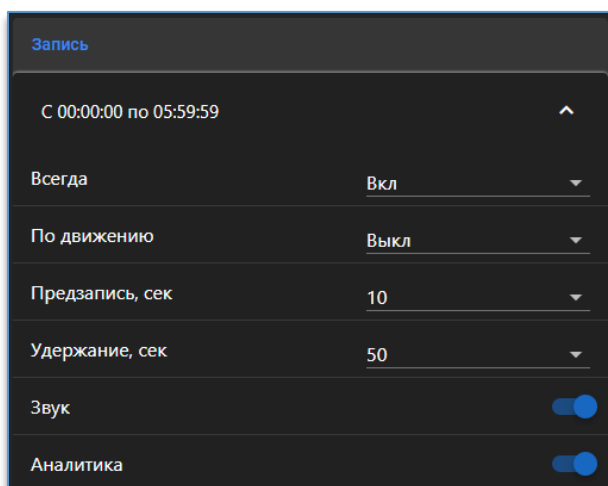 Запись
С 00:00:00 по 05:59:59
Всегда Вкл
По движению Выкл
Предзапись, сек 10
Удержание, сек 50
Звук
Аналитика